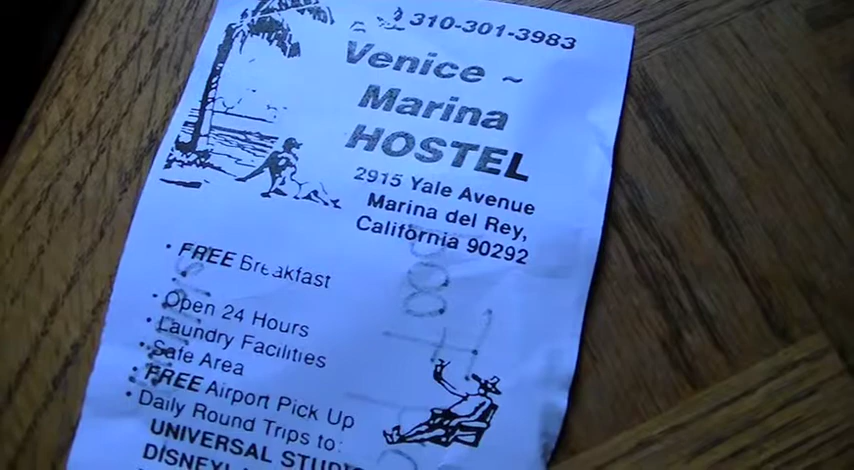 310-301-3983
Venice ~
Marina
HOSTEL
2915 Yale Avenue
Marina del Rey,
California 90292
• FREE Breakfast
• Open 24 Hours
• Laundry Facilities
• Safe Area
• FREE Airport Pick Up
• Daily Round Trips to:
UNIVERSAL